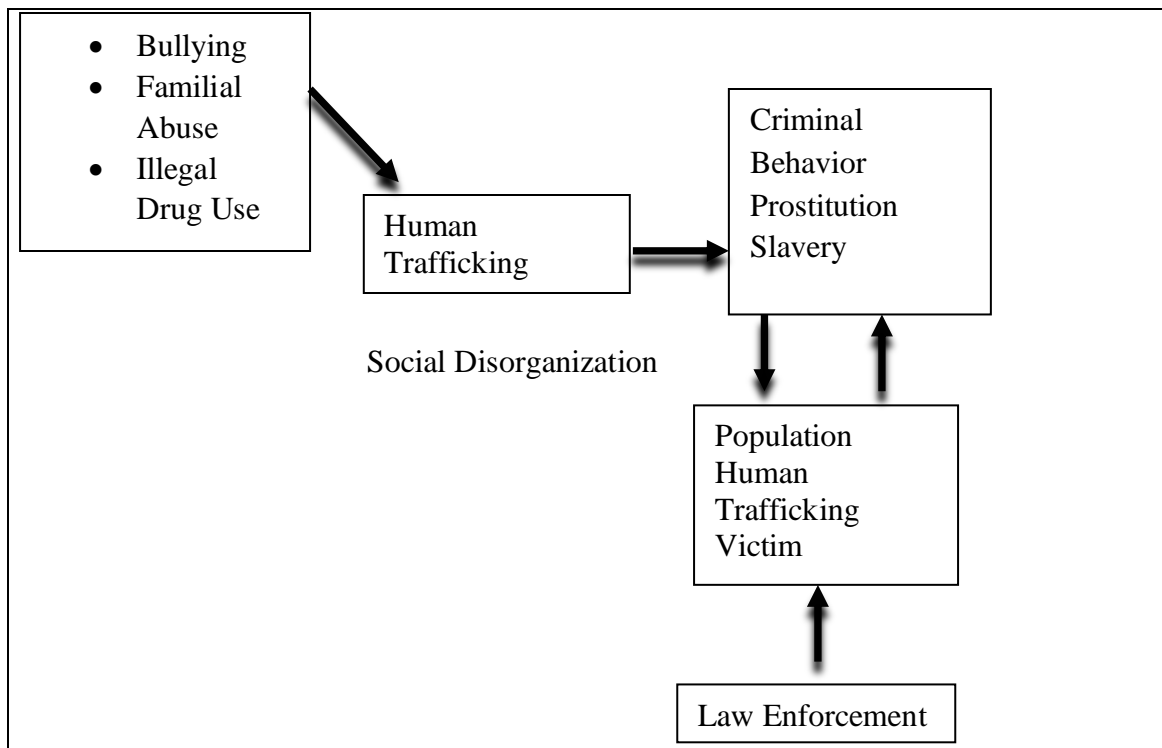 • Bullying
• Familial
Abuse
• Illegal
Drug Use
Human
Trafficking
Criminal
Behavior
Prostitution
Slavery
Social Disorganization
Population
Human
Trafficking
Victim
Law Enforcement